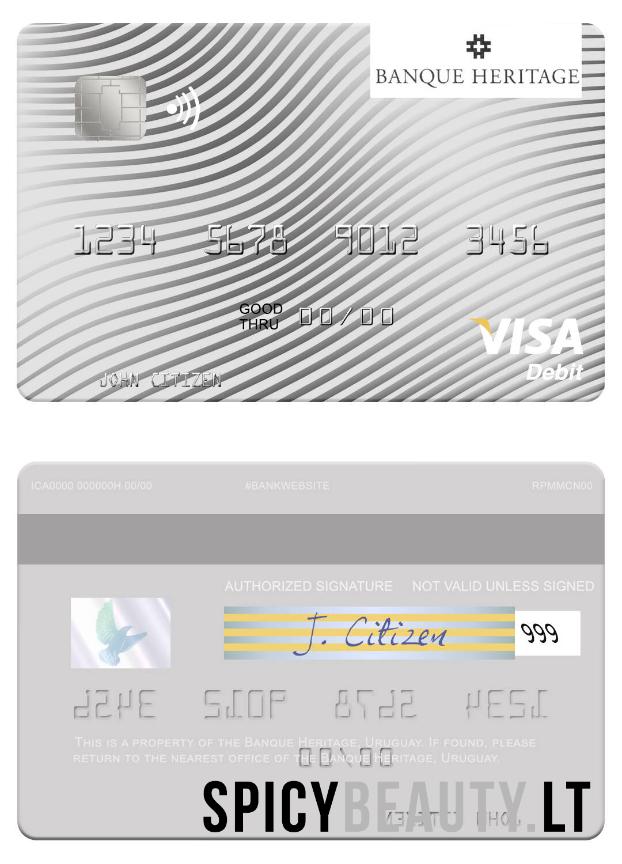 BANQUE HERITAGE
1234 5678 9012 3456
GOOD THRU 00/00
VISA
Debit
JOHN CITIZEN
ICA0000 000000H 00/00 #BANKWEBSITE RPMMCN00
AUTHORIZED SIGNATURE NOT VALID UNLESS SIGNED
J. Citizen 999
THIS IS A PROPERTY OF THE BANQUE HERITAGE, URUGUAY. IF FOUND, PLEASE
RETURN TO THE NEAREST OFFICE OF THE BANQUE HERITAGE, URUGUAY.
SPICYBEAUTY.LT